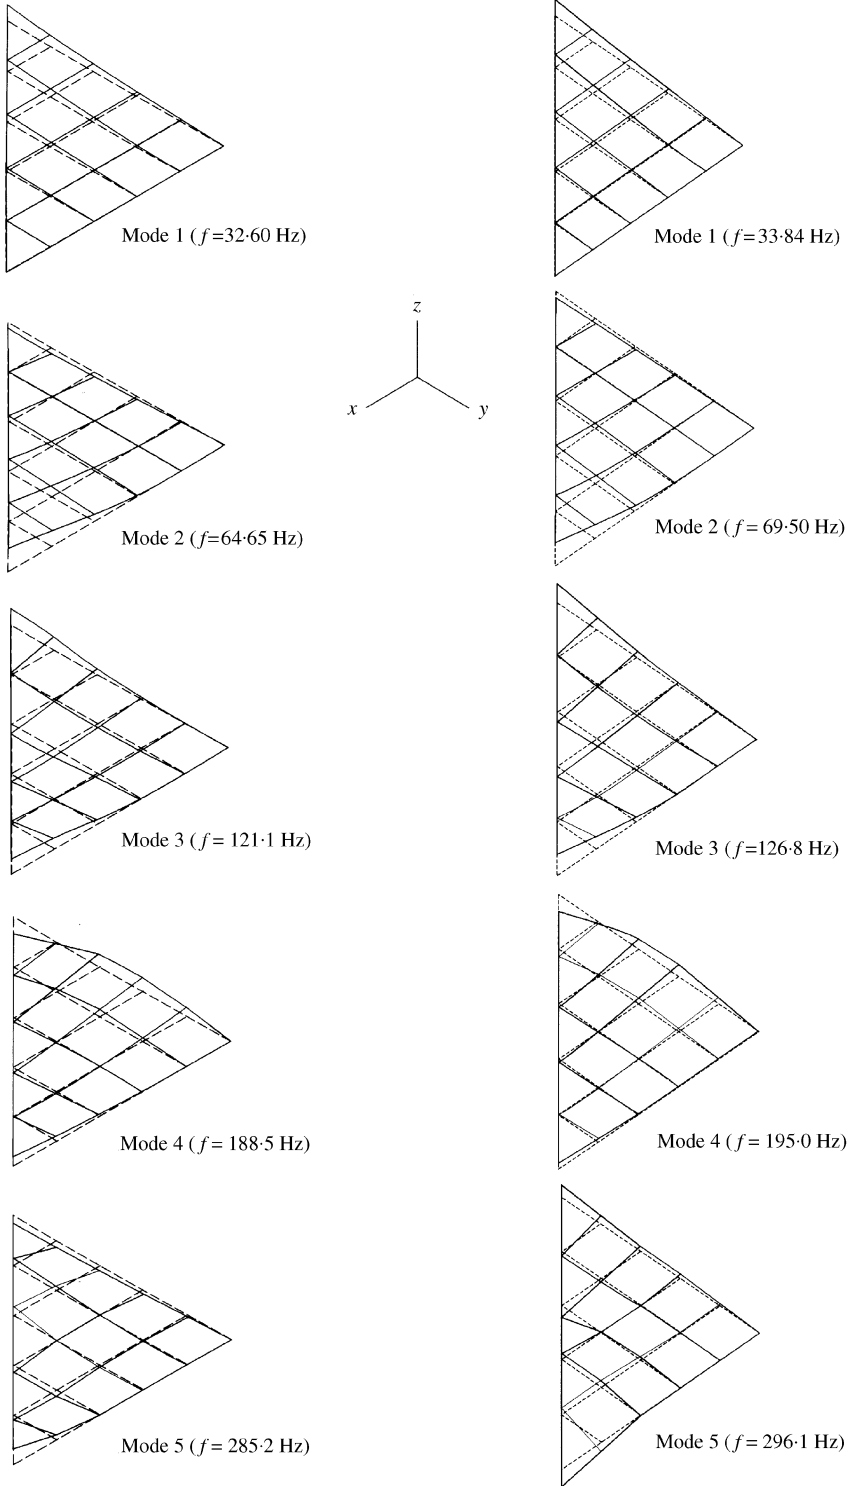 Mode 1 (f=32·60 Hz)
Mode 1 (f=33·84 Hz)
z
x
y
Mode 2 (f=64·65 Hz)
Mode 2 (f= 69·50 Hz)
Mode 3 (f= 121·1 Hz)
Mode 3 (f=126·8 Hz)
Mode 4 (f= 188·5 Hz)
Mode 4 (f= 195·0 Hz)
Mode 5 (f= 285·2 Hz)
Mode 5 (f= 296·1 Hz)